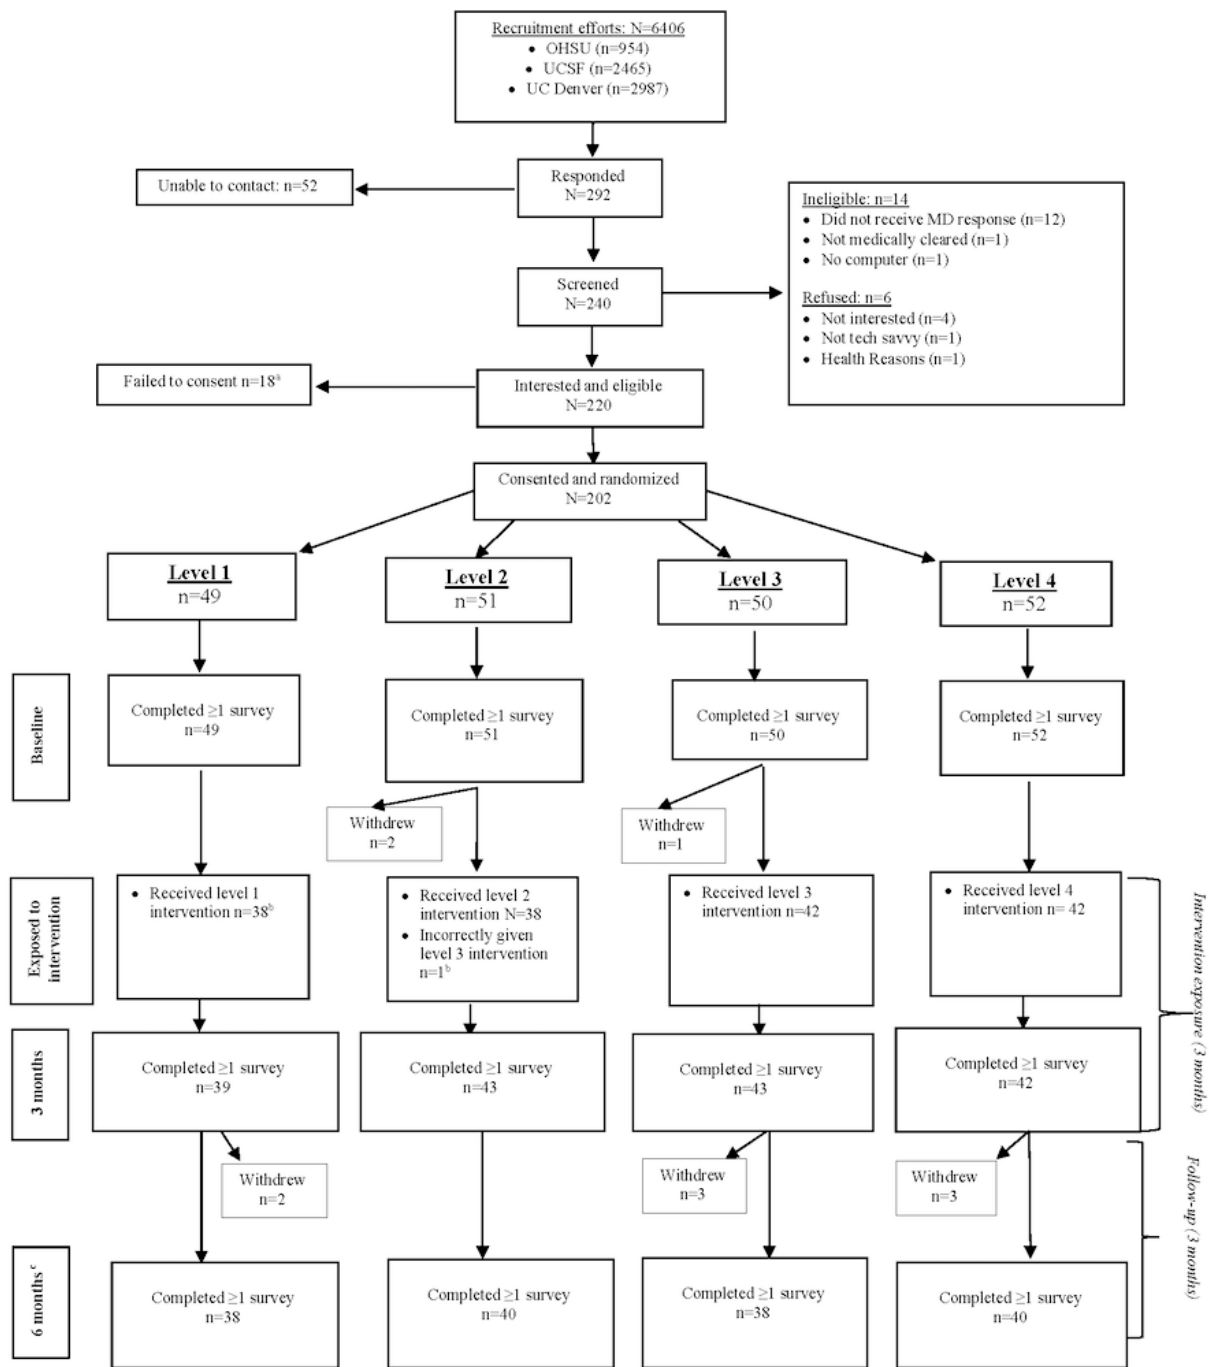 Recruitment efforts: N=6406
• OHSU (n=954)
• UCSF (n=2465)
• UC Denver (n=2987)
Responded
N=292
Unable to contact: n=52
Ineligible: n=14
• Did not receive MD response (n=12)
• Not medically cleared (n=1)
• No computer (n=1)
Refused: n=6
• Not interested (n=4)
• Not tech savvy (n=1)
• Health Reasons (n=1)
Screened
N=240
Failed to consent n=18ᵃ
Interested and eligible
N=220
Consented and randomized
N=202
Level 1
n=49
Level 2
n=51
Level 3
n=50
Level 4
n=52
Baseline
Completed ≥1 survey
n=49
Completed ≥1 survey
n=51
Completed ≥1 survey
n=50
Completed ≥1 survey
n=52
Withdrew
n=2
Withdrew
n=1
Exposed to
intervention
• Received level 1
intervention n=38ᵇ
• Received level 2
intervention N=38
• Incorrectly given
level 3 intervention
n=1ᵇ
• Received level 3
intervention n=42
• Received level 4
intervention n= 42
Intervention exposure (3 months)
3 months
Completed ≥1 survey
n=39
Completed ≥1 survey
n=43
Completed ≥1 survey
n=43
Completed ≥1 survey
n=42
Withdrew
n=2
Withdrew
n=3
Withdrew
n=3
Follow-up (3 months)
6 months ᶜ
Completed ≥1 survey
n=38
Completed ≥1 survey
n=40
Completed ≥1 survey
n=38
Completed ≥1 survey
n=40